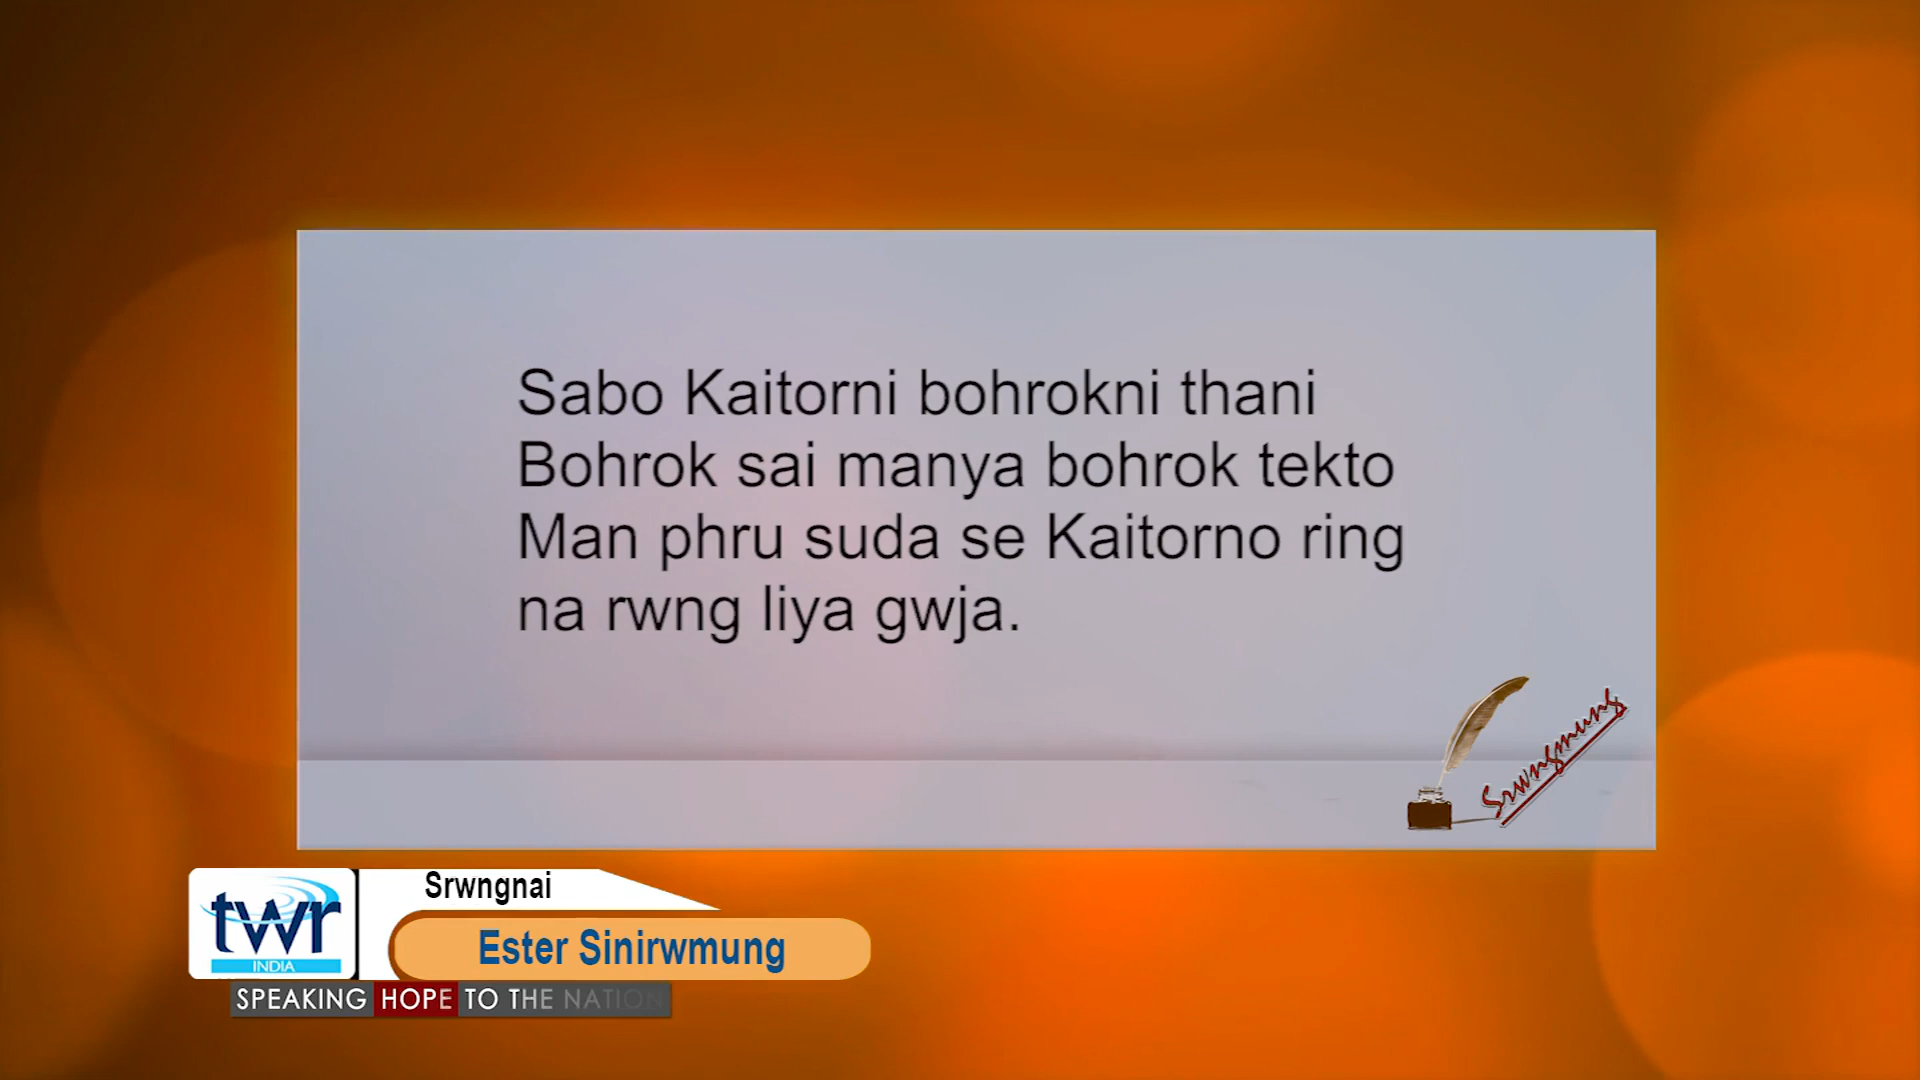 Sabo Kaitorni bohrokni thani
Bohrok sai manya bohrok tekto
Man phru suda se Kaitorno ring
na rwng liya gwja.
Srwngmung
Srwngnai
twr
INDIA
Ester Sinirwmung
SPEAKING HOPE TO THE NATION